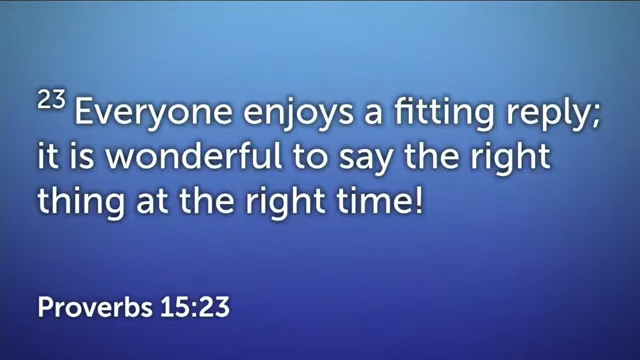 23 Everyone enjoys a fitting reply;
it is wonderful to say the right
thing at the right time!
Proverbs 15:23